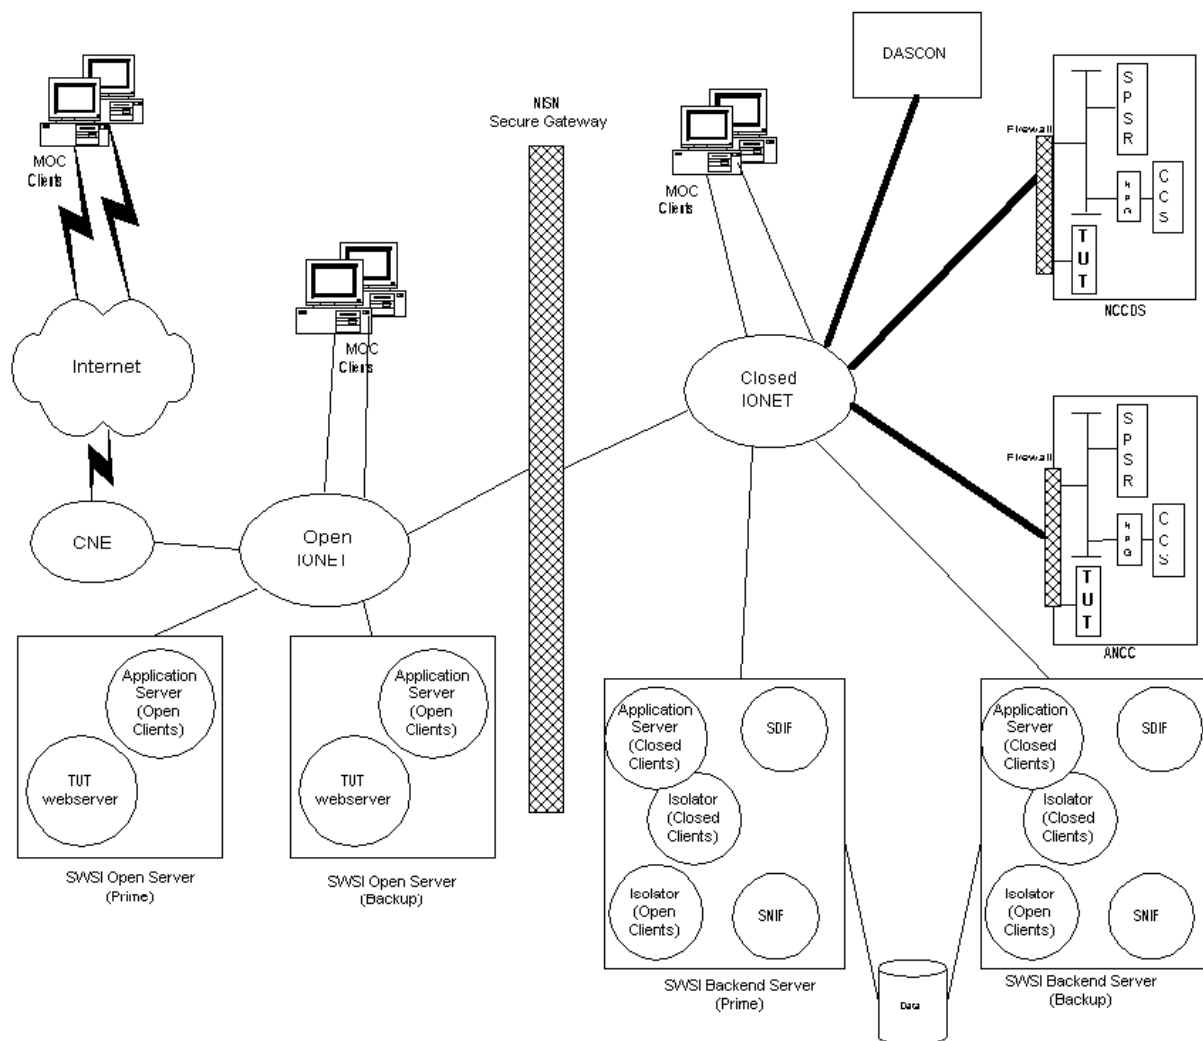 DASCON
NISN
Secure Gateway
Firewall
S
P
S
R
MOC
Clients
MOC
Clients
N
P
G
C
C
S
T
U
T
NCCDS
Internet
MOC
Clients
Closed
IONET
Firewall
S
P
S
R
CNE
Open
IONET
N
P
G
C
C
S
T
U
T
ANCC
Application
Server
(Open
Clients)
TUT
webserver
SWSI Open Server
(Prime)
Application
Server
(Open
Clients)
TUT
webserver
SWSI Open Server
(Backup)
Application
Server
(Closed
Clients)
SDIF
Isolator
(Closed
Clients)
Isolator
(Open
Clients)
SNIF
SWSI Backend Server
(Prime)
Application
Server
(Closed
Clients)
SDIF
Isolator
(Closed
Clients)
Isolator
(Open
Clients)
SNIF
SWSI Backend Server
(Backup)
Data